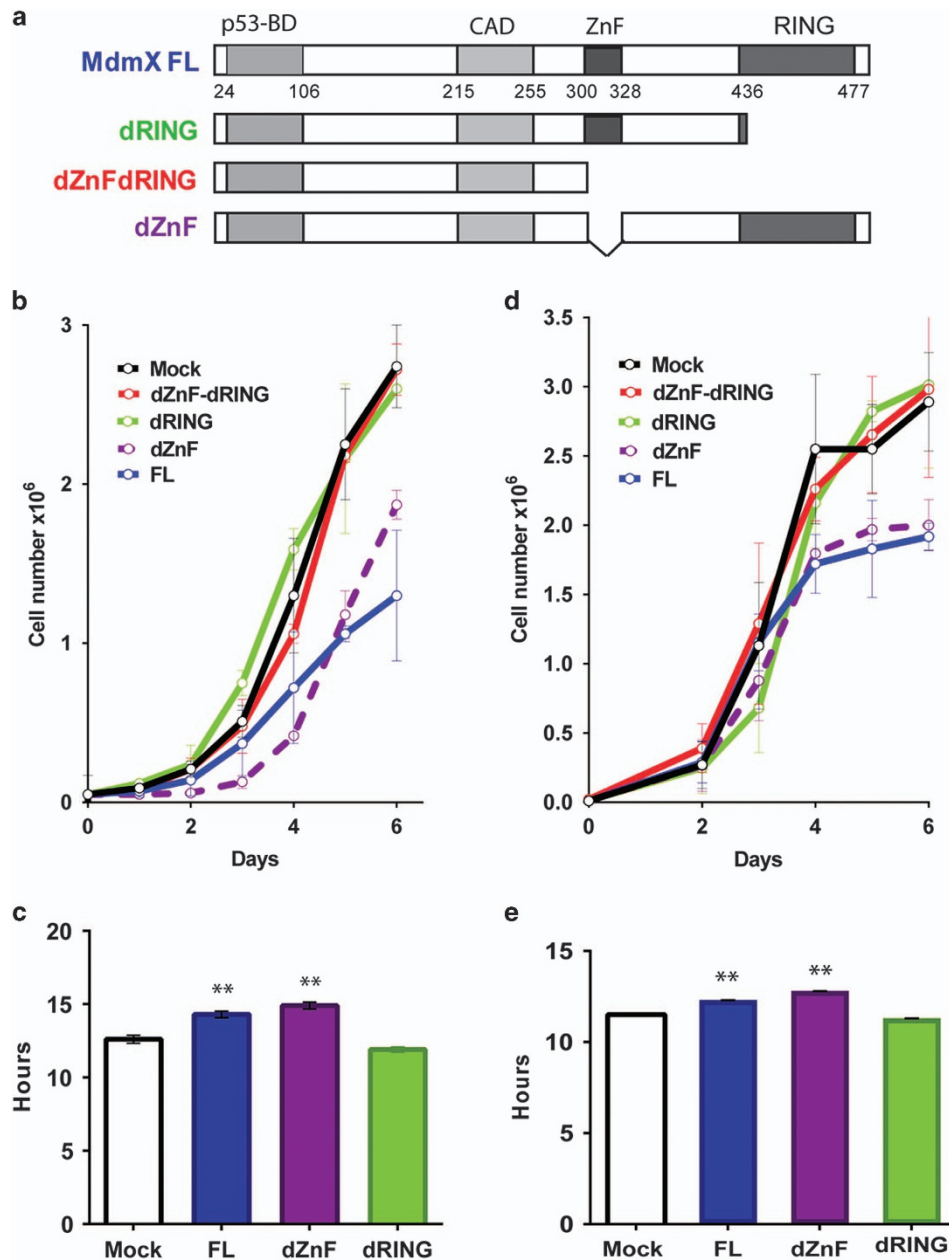 a
p53-BD CAD ZnF RING
MdmX FL
24 106 215 255 300 328 436 477
dRING
dZnFdRING
dZnF
b
3
2
1
0
Cell number x10⁶
0 2 4 6
Days
Mock
dZnF-dRING
dRING
dZnF
FL
d
3.5
3.0
2.5
2.0
1.5
1.0
0.5
0.0
Cell number x10⁶
0 2 4 6
Days
Mock
dZnF-dRING
dRING
dZnF
FL
c
20
15
10
5
0
Hours
** **
Mock FL dZnF dRING
e
15
10
5
0
Hours
** **
Mock FL dZnF dRING